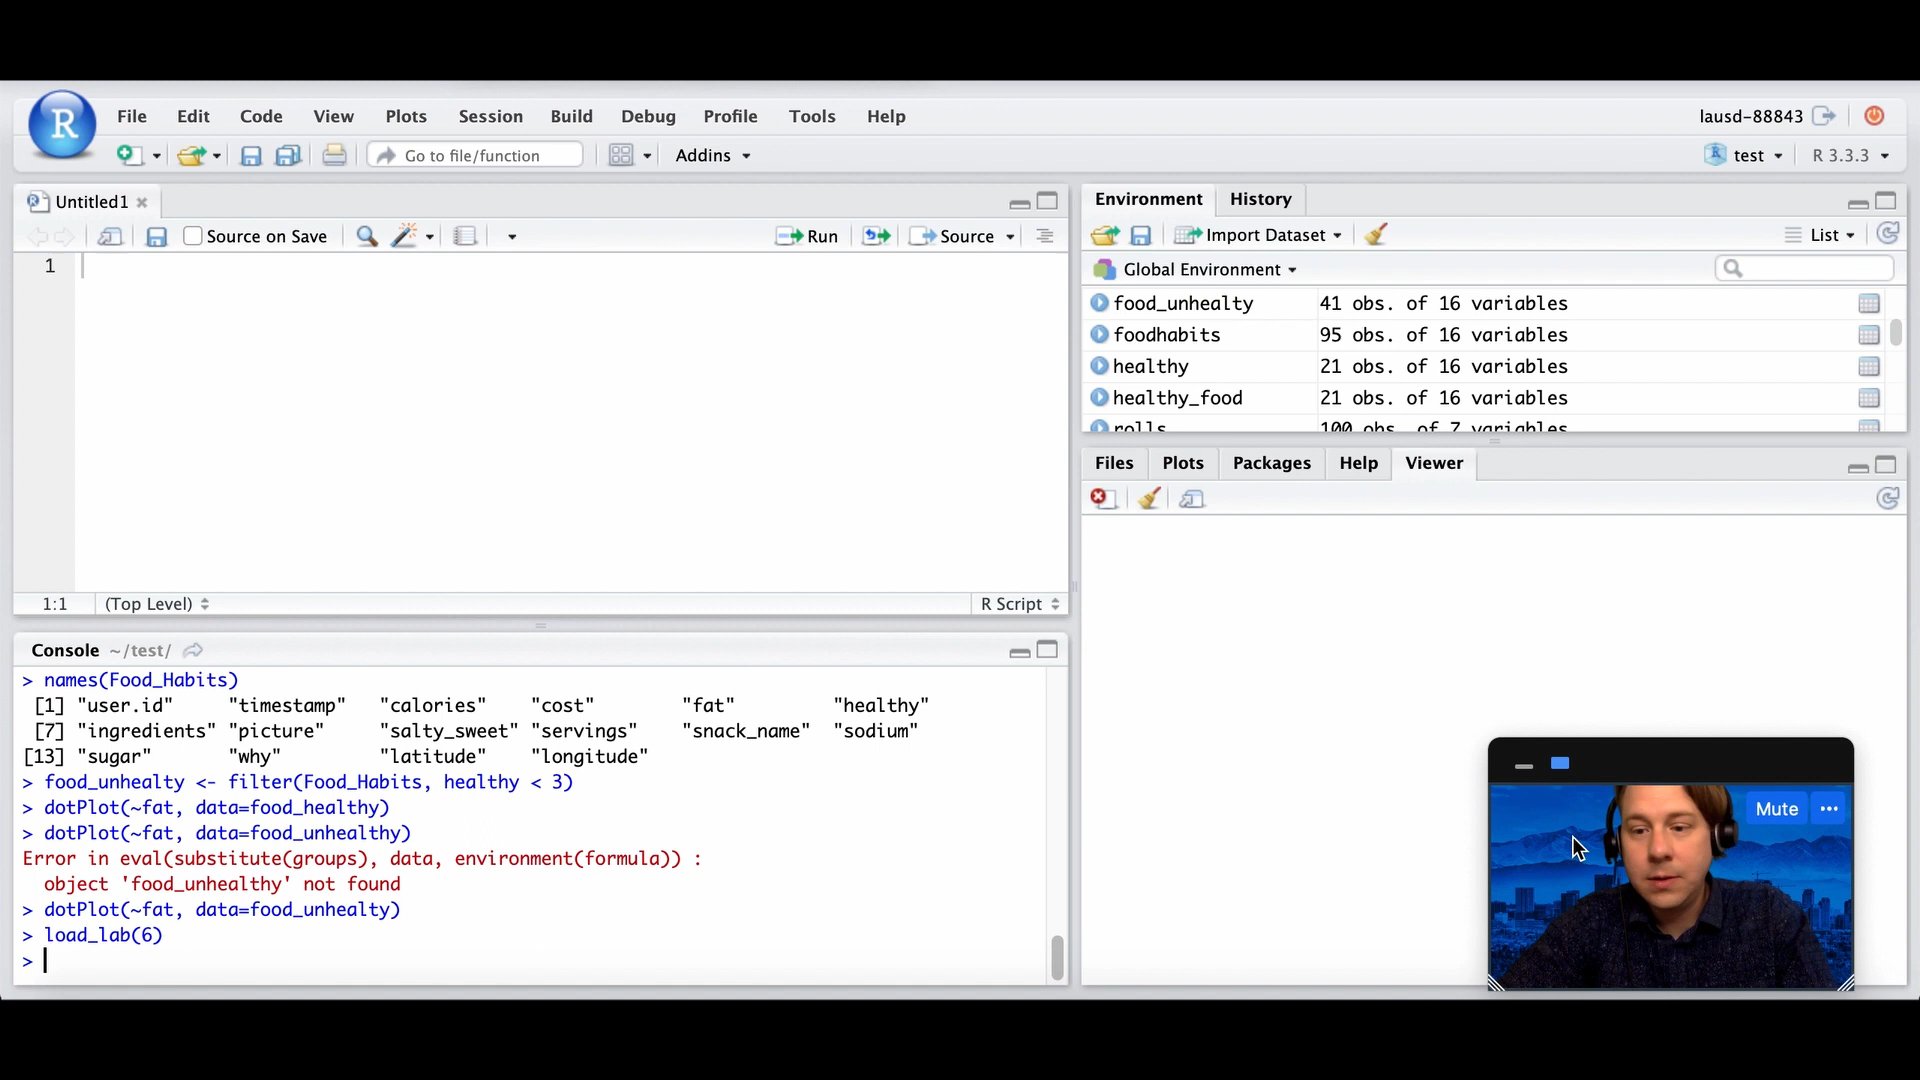 R
File Edit Code View Plots Session Build Debug Profile Tools Help
lausd-88843
Go to file/function
Addins
R test
R 3.3.3
Untitled1
Source on Save
Run
Source
1
1:1 (Top Level)
R Script
Console ~/test/
> names(Food_Habits)
[1] "user.id" "timestamp" "calories" "cost" "fat" "healthy"
[7] "ingredients" "picture" "salty_sweet" "servings" "snack_name" "sodium"
[13] "sugar" "why" "latitude" "longitude"
> food_unhealty <- filter(Food_Habits, healthy < 3)
> dotPlot(~fat, data=food_healthy)
> dotPlot(~fat, data=food_unhealthy)
Error in eval(substitute(groups), data, environment(formula)) :
object 'food_unhealthy' not found
> dotPlot(~fat, data=food_unhealty)
> load_lab(6)
>
Environment History
Import Dataset
List
Global Environment
food_unhealty 41 obs. of 16 variables
foodhabits 95 obs. of 16 variables
healthy 21 obs. of 16 variables
healthy_food 21 obs. of 16 variables
rolls 100 obs. of 7 variables
Files Plots Packages Help Viewer
Mute